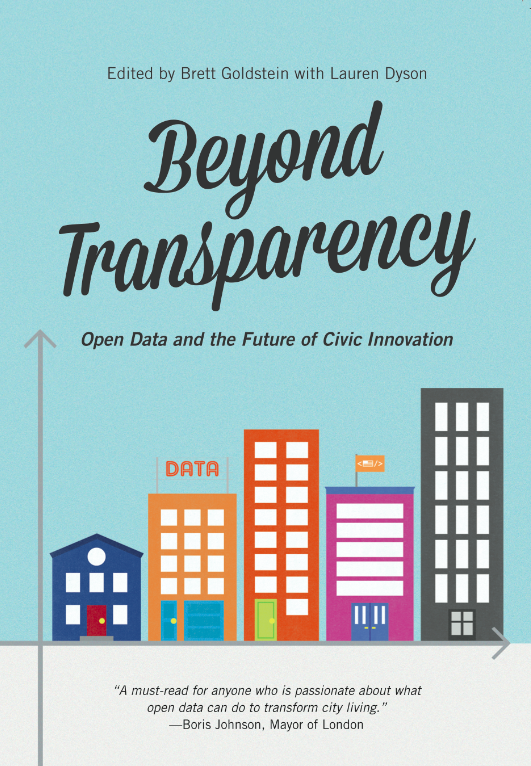 Edited by Brett Goldstein with Lauren Dyson
Beyond
Transparency
Open Data and the Future of Civic Innovation
DATA
“A must-read for anyone who is passionate about what
open data can do to transform city living.”
—Boris Johnson, Mayor of London